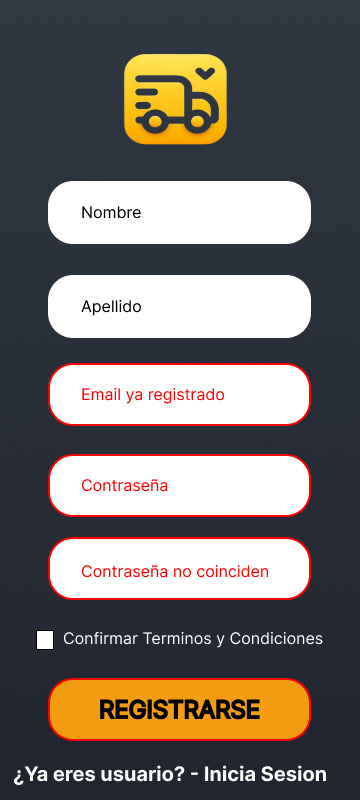 Nombre
Apellido
Email ya registrado
Contraseña
Contraseña no coinciden
Confirmar Terminos y Condiciones
REGISTRARSE
¿Ya eres usuario? - Inicia Sesion